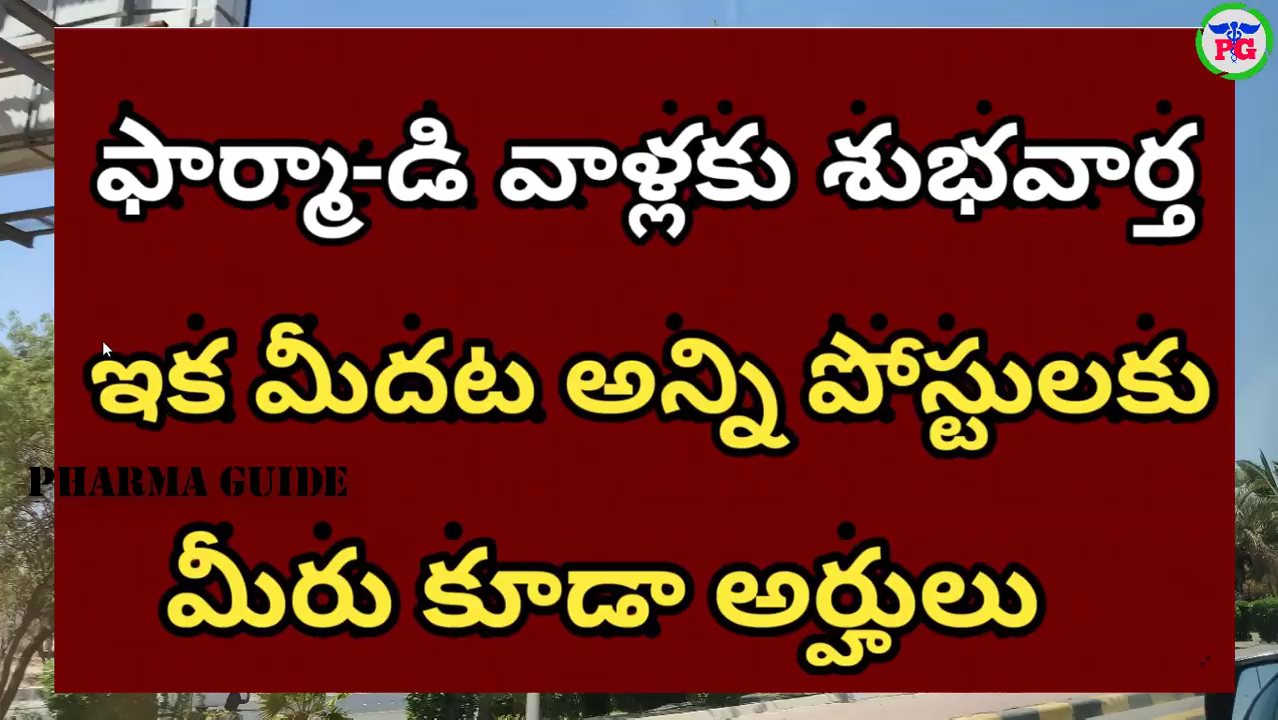 PG
ఫార్మా-డి వాళ్లకు శుభవార్త
ఇక మీదట అన్ని పోస్టులకు
PHARMA GUIDE
మీరు కూడా అర్హులు